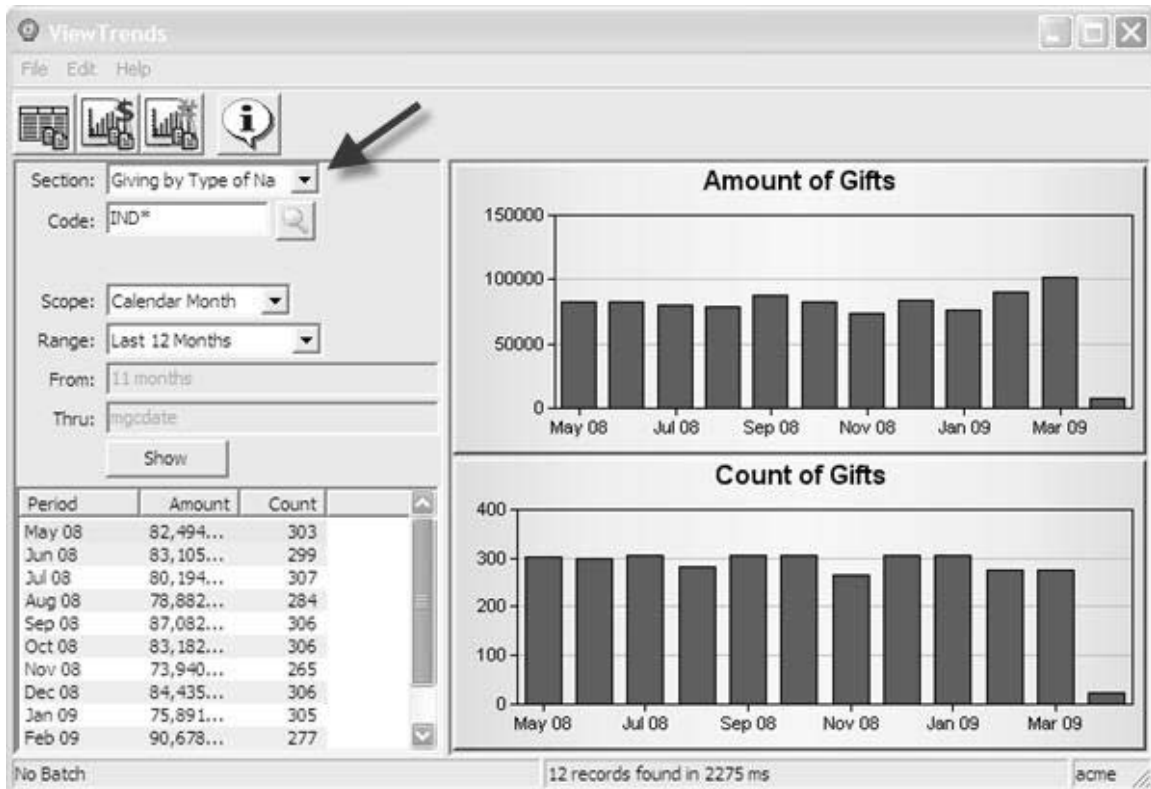 ViewTrends
File Edit Help
$
*
i
Section: Giving by Type of Na
Code: IND*
Scope: Calendar Month
Range: Last 12 Months
From: 11 months
Thru: mgcdate
Show
Period Amount Count
May 08 82,494... 303
Jun 08 83,105... 299
Jul 08 80,194... 307
Aug 08 78,882... 284
Sep 08 87,082... 306
Oct 08 83,182... 306
Nov 08 73,940... 265
Dec 08 84,435... 306
Jan 09 75,891... 305
Feb 09 90,678... 277
Amount of Gifts
150000
100000
50000
0
May 08 Jul 08 Sep 08 Nov 08 Jan 09 Mar 09
Count of Gifts
400
300
200
100
0
May 08 Jul 08 Sep 08 Nov 08 Jan 09 Mar 09
No Batch
12 records found in 2275 ms
acme